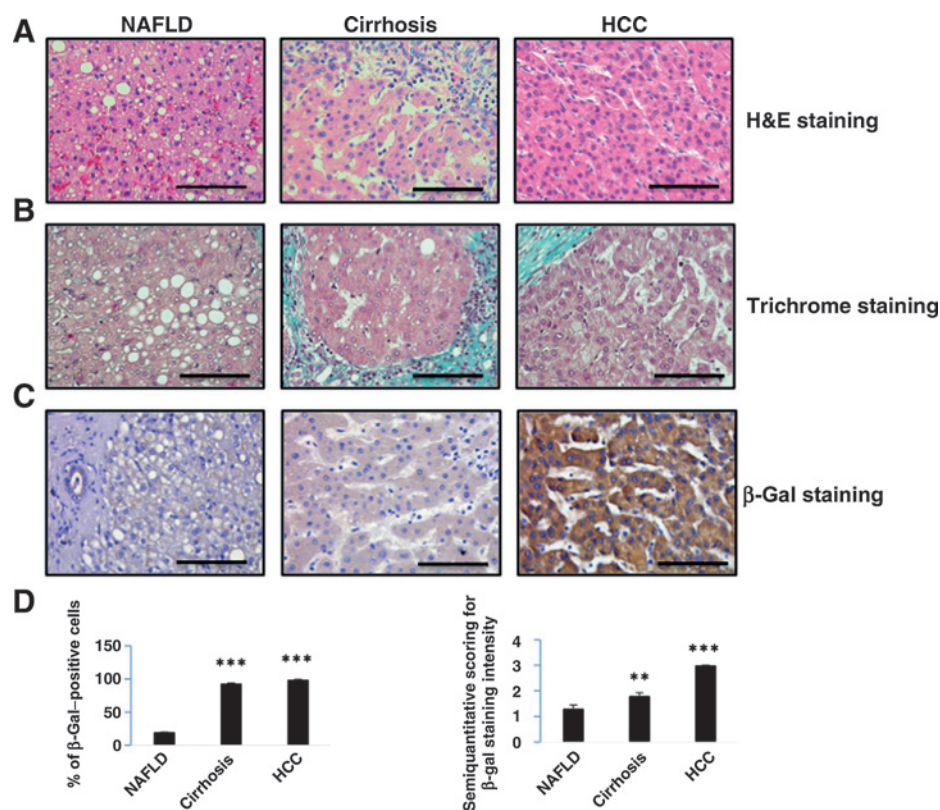 A
NAFLD
Cirrhosis
HCC
H&E staining
B
Trichrome staining
C
β-Gal staining
D
% of β-Gal–positive cells
150
100
50
0
***
***
NAFLD
Cirrhosis
HCC
Semiquantitative scoring for
β-gal staining intensity
4
3
2
1
0
**
***
NAFLD
Cirrhosis
HCC